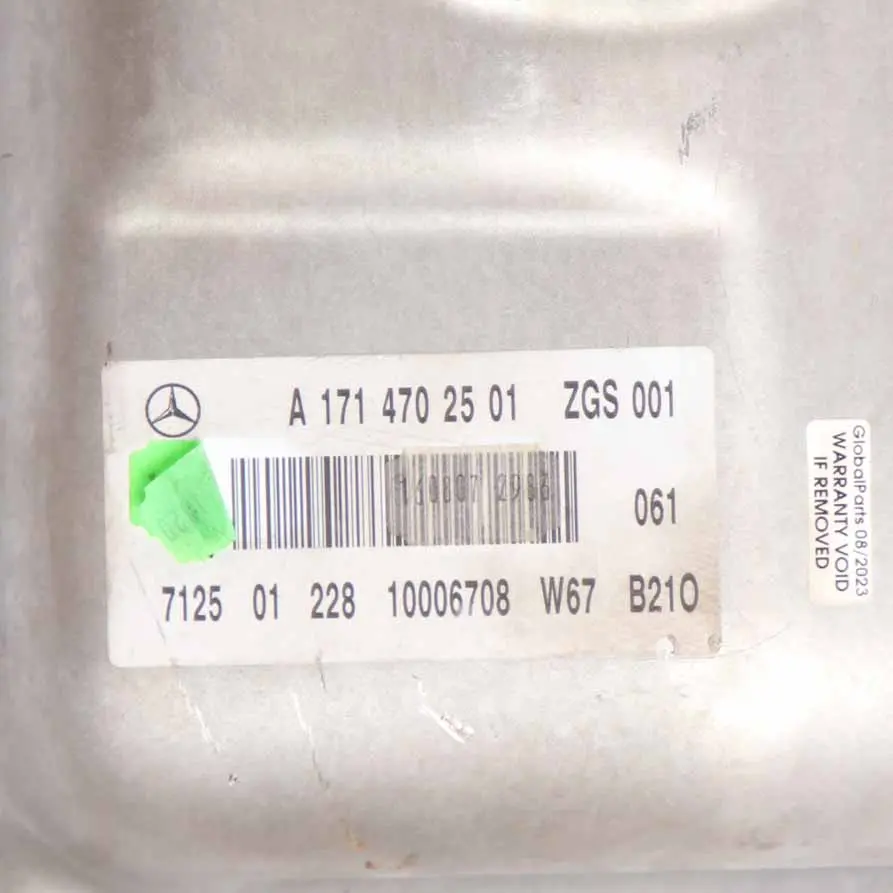 A 171 470 25 01 ZGS 001
061
7125 01 228 10006708 W67 B210
GlobalParts 08/2023
WARRANTY VOID
IF REMOVED